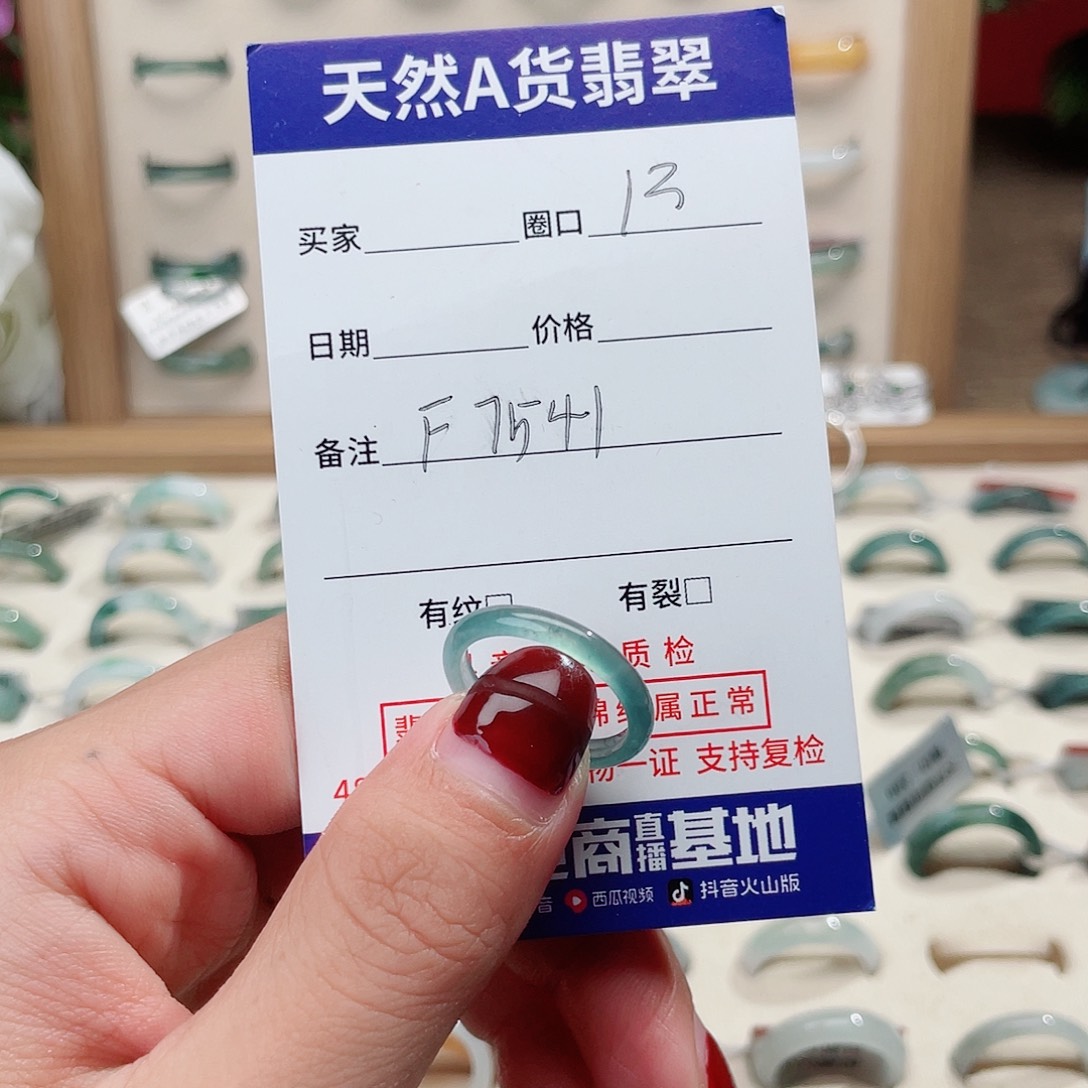 天然A货翡翠
买家 圈口 13
日期 价格
备注 F 7541
有纹 有裂
质检
属正常
一证 支持复检
商直播基地
音 西瓜视频 抖音火山版